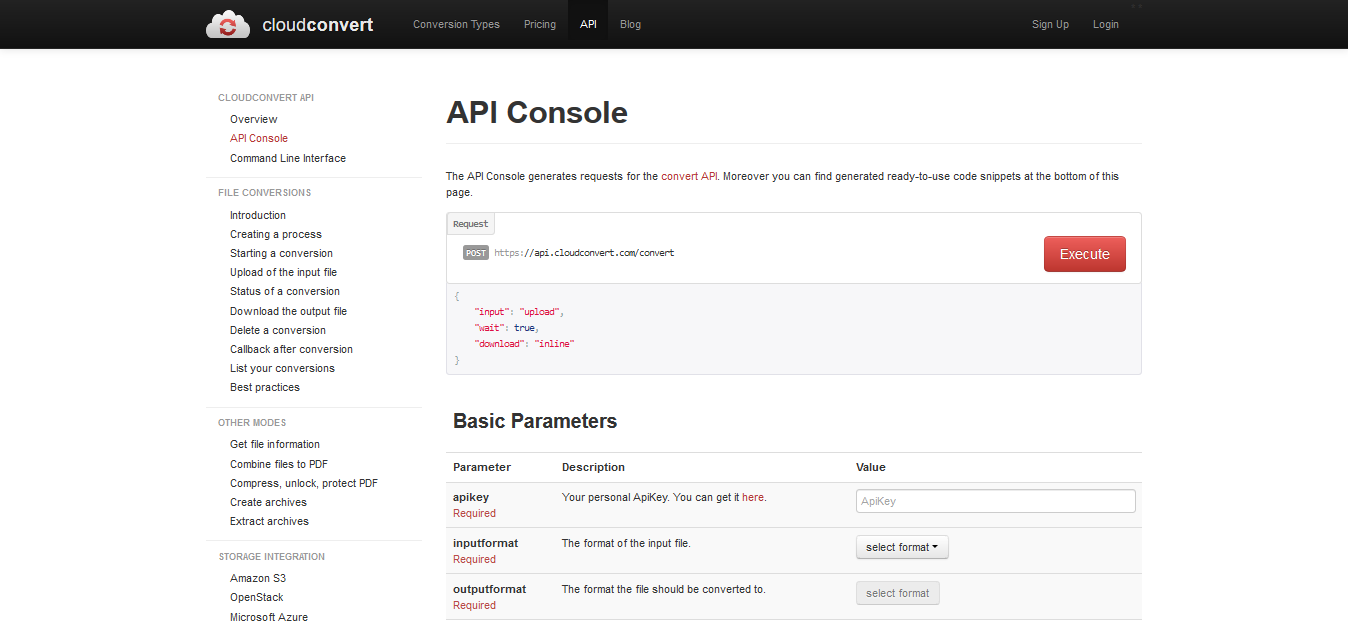 cloudconvert Conversion Types Pricing API Blog Sign Up Login
CLOUDCONVERT API
Overview
API Console
Command Line Interface
FILE CONVERSIONS
Introduction
Creating a process
Starting a conversion
Upload of the input file
Status of a conversion
Download the output file
Delete a conversion
Callback after conversion
List your conversions
Best practices
OTHER MODES
Get file information
Combine files to PDF
Compress, unlock, protect PDF
Create archives
Extract archives
STORAGE INTEGRATION
Amazon S3
OpenStack
Microsoft Azure
API Console
The API Console generates requests for the convert API. Moreover you can find generated ready-to-use code snippets at the bottom of this
page.
Request
POST https://api.cloudconvert.com/convert
Execute
{
"input": "upload",
"wait": true,
"download": "inline"
}
Basic Parameters
Parameter Description Value
apikey Your personal ApiKey. You can get it here. ApiKey
Required
inputformat The format of the input file. select format
Required
outputformat The format the file should be converted to. select format
Required